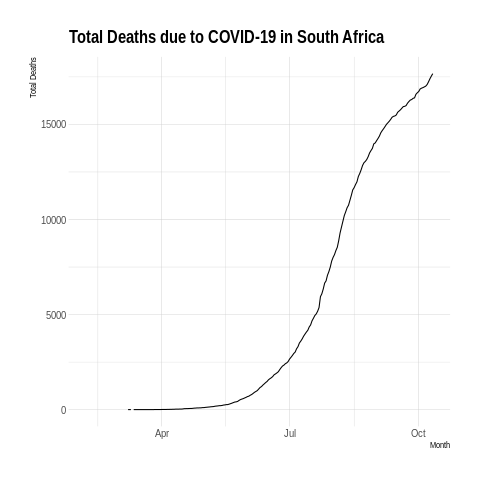 Total Deaths due to COVID-19 in South Africa
Total Deaths
15000
10000
5000
0
Apr
Jul
Oct
Month